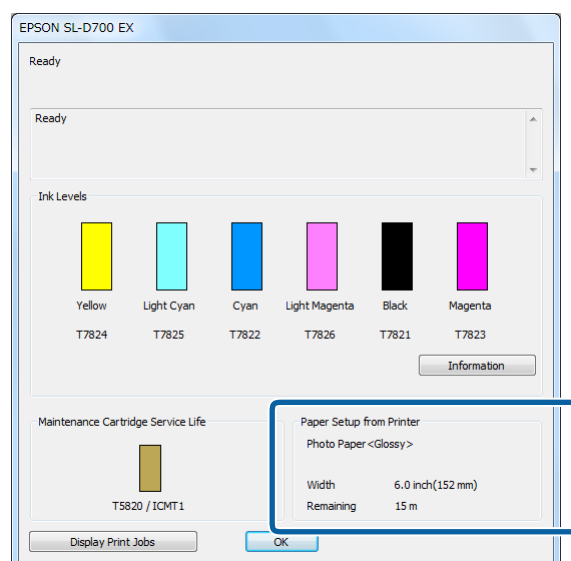 EPSON SL-D700 EX
Ready
Ready
Ink Levels
Yellow Light Cyan Cyan Light Magenta Black Magenta
T7824 T7825 T7822 T7826 T7821 T7823
Information
Maintenance Cartridge Service Life
T5820 / ICMT1
Paper Setup from Printer
Photo Paper<Glossy>
Width 6.0 inch(152 mm)
Remaining 15 m
Display Print Jobs OK